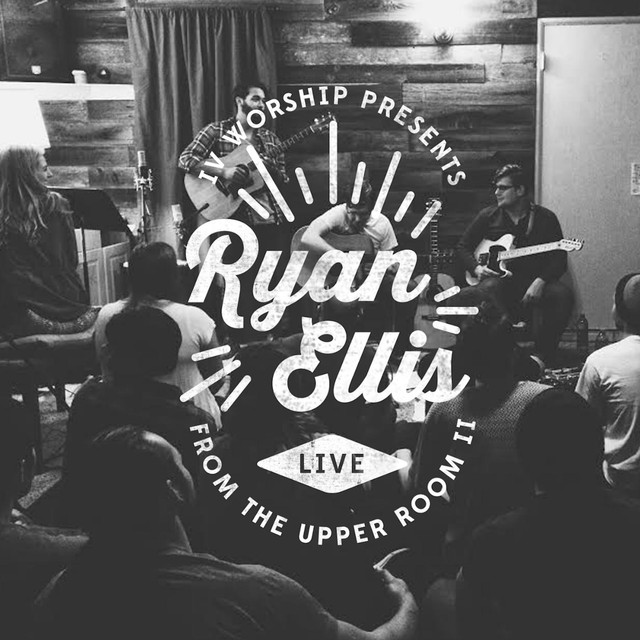 IV WORSHIP PRESENTS
Ryan
Ellis
LIVE
FROM THE UPPER ROOM II